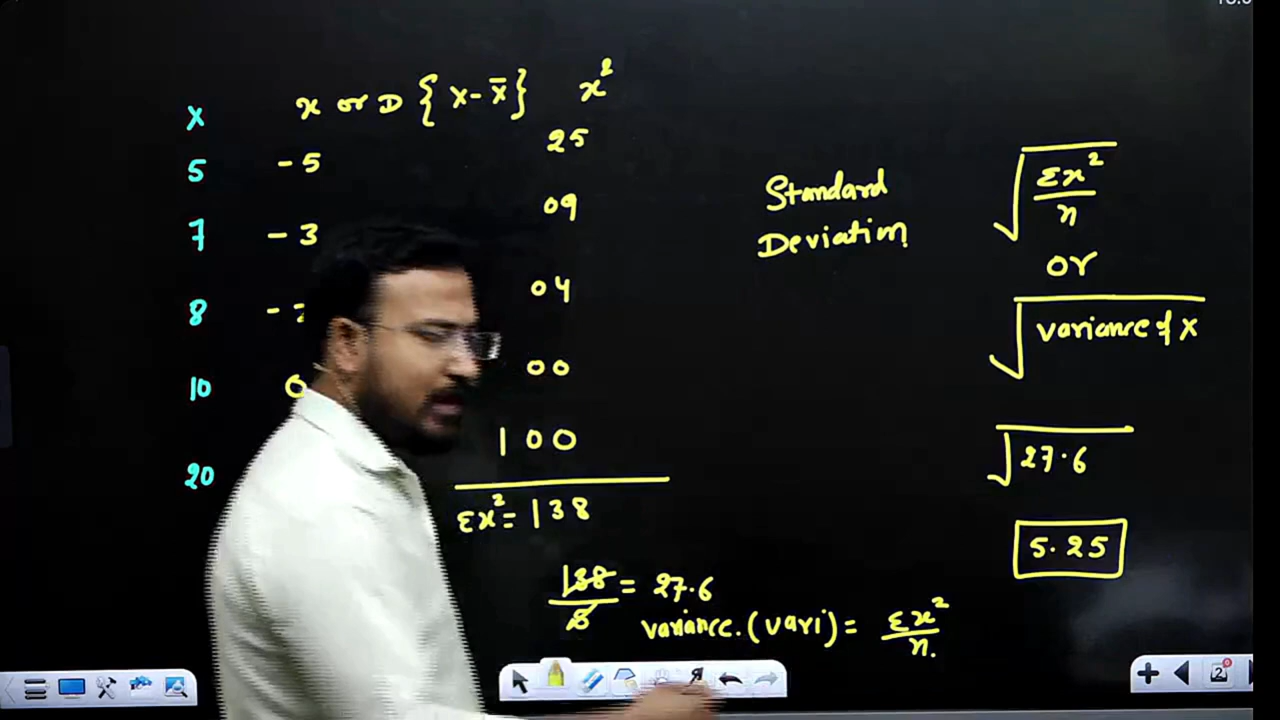 X x or D { X - x̄ } x²
5 -5 25
7 -3 09
8 - 04
10 0 00
20 100
Σx² = 138
138/5 = 27.6
variance. (vari) = Σx²/n.
Standard
Deviation
√(Σx²/n)
or
√(variance of X)
√27.6
5.25
2